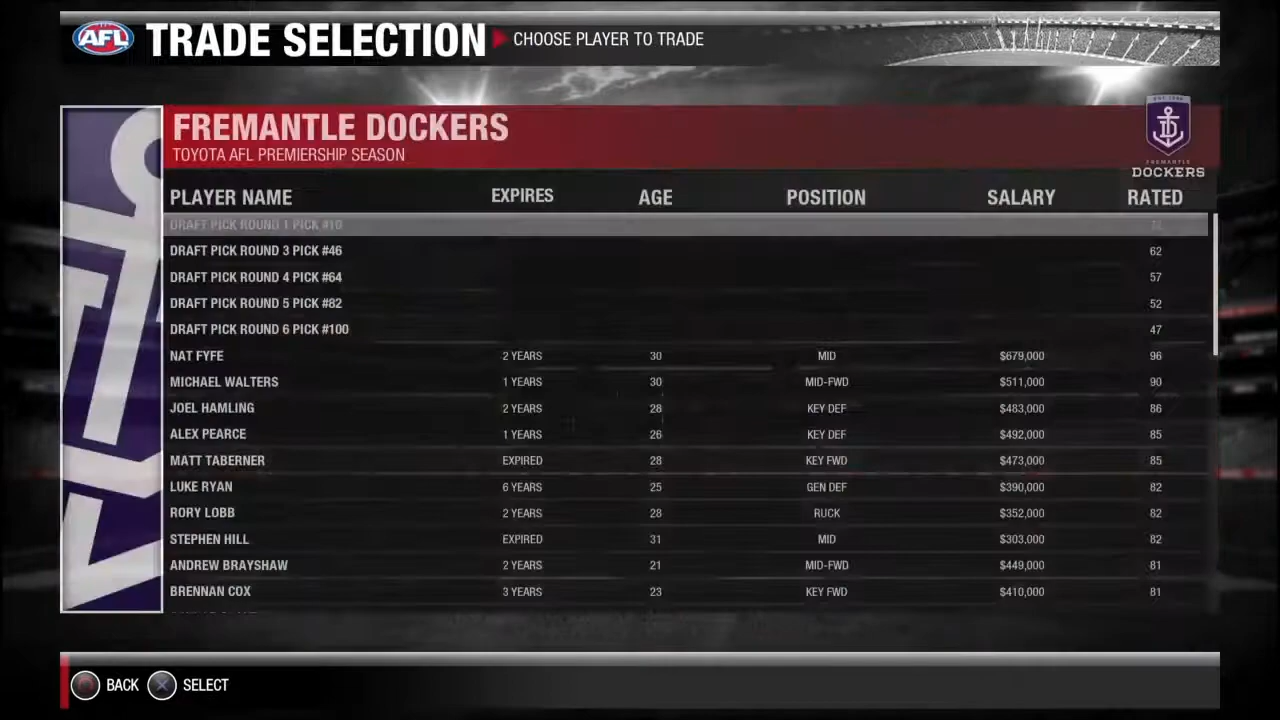 AFL TRADE SELECTION CHOOSE PLAYER TO TRADE
FREMANTLE DOCKERS
TOYOTA AFL PREMIERSHIP SEASON
FREMANTLE
DOCKERS
PLAYER NAME EXPIRES AGE POSITION SALARY RATED
DRAFT PICK ROUND 1 PICK #10
DRAFT PICK ROUND 3 PICK #46 62
DRAFT PICK ROUND 4 PICK #64 57
DRAFT PICK ROUND 5 PICK #82 52
DRAFT PICK ROUND 6 PICK #100 47
NAT FYFE 2 YEARS 30 MID $679,000 96
MICHAEL WALTERS 1 YEARS 30 MID-FWD $511,000 90
JOEL HAMLING 2 YEARS 28 KEY DEF $483,000 86
ALEX PEARCE 1 YEARS 26 KEY DEF $492,000 85
MATT TABERNER EXPIRED 28 KEY FWD $473,000 85
LUKE RYAN 6 YEARS 25 GEN DEF $390,000 82
RORY LOBB 2 YEARS 28 RUCK $352,000 82
STEPHEN HILL EXPIRED 31 MID $303,000 82
ANDREW BRAYSHAW 2 YEARS 21 MID-FWD $449,000 81
BRENNAN COX 3 YEARS 23 KEY FWD $410,000 81
BACK SELECT